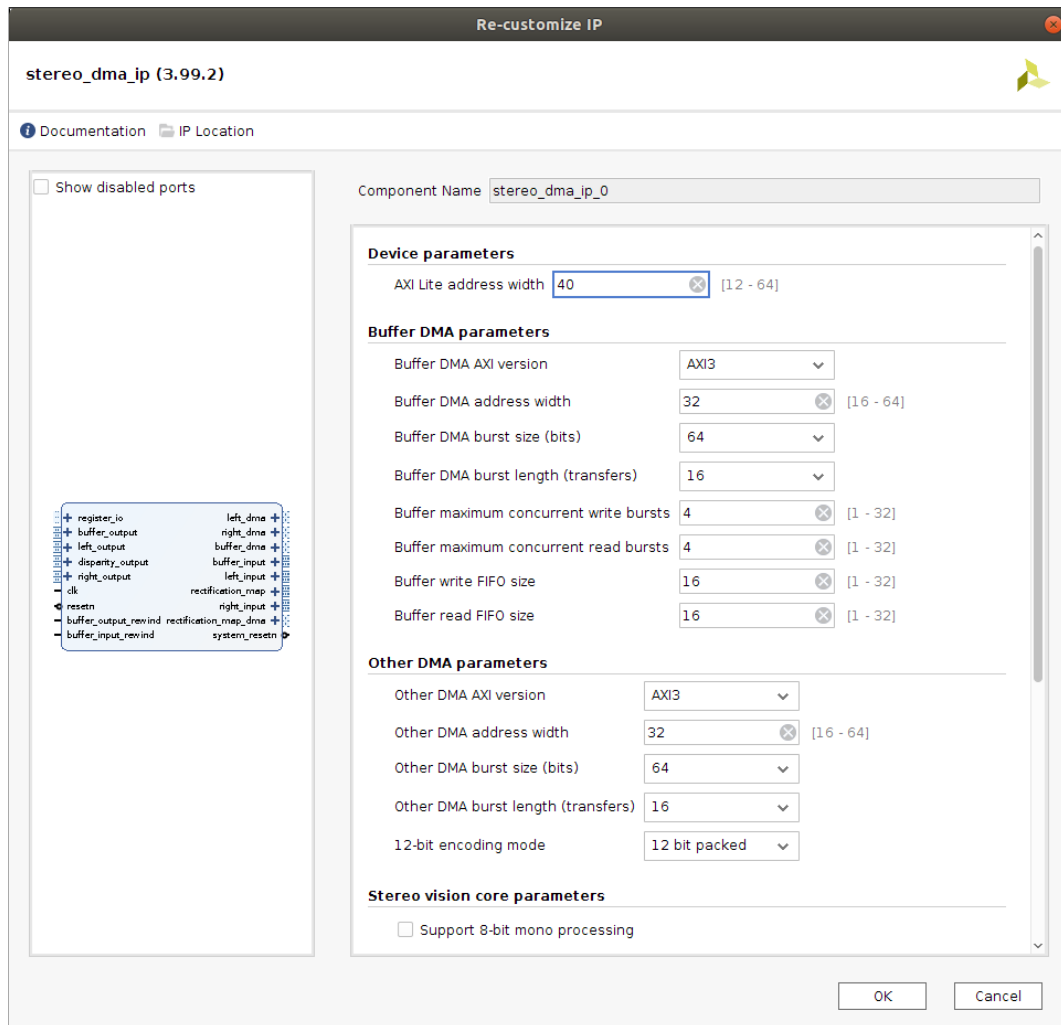 Re-customize IP
stereo_dma_ip (3.99.2)
Documentation IP Location
Show disabled ports
register_io left_dma
buffer_output right_dma
left_output buffer_dma
disparity_output buffer_input
right_output left_input
clk rectification_map
resetn right_input
buffer_output_rewind rectification_map_dma
buffer_input_rewind system_resetn
Component Name stereo_dma_ip_0
Device parameters
AXI Lite address width 40 [12 - 64]
Buffer DMA parameters
Buffer DMA AXI version AXI3
Buffer DMA address width 32 [16 - 64]
Buffer DMA burst size (bits) 64
Buffer DMA burst length (transfers) 16
Buffer maximum concurrent write bursts 4 [1 - 32]
Buffer maximum concurrent read bursts 4 [1 - 32]
Buffer write FIFO size 16 [1 - 32]
Buffer read FIFO size 16 [1 - 32]
Other DMA parameters
Other DMA AXI version AXI3
Other DMA address width 32 [16 - 64]
Other DMA burst size (bits) 64
Other DMA burst length (transfers) 16
12-bit encoding mode 12 bit packed
Stereo vision core parameters
Support 8-bit mono processing
OK Cancel